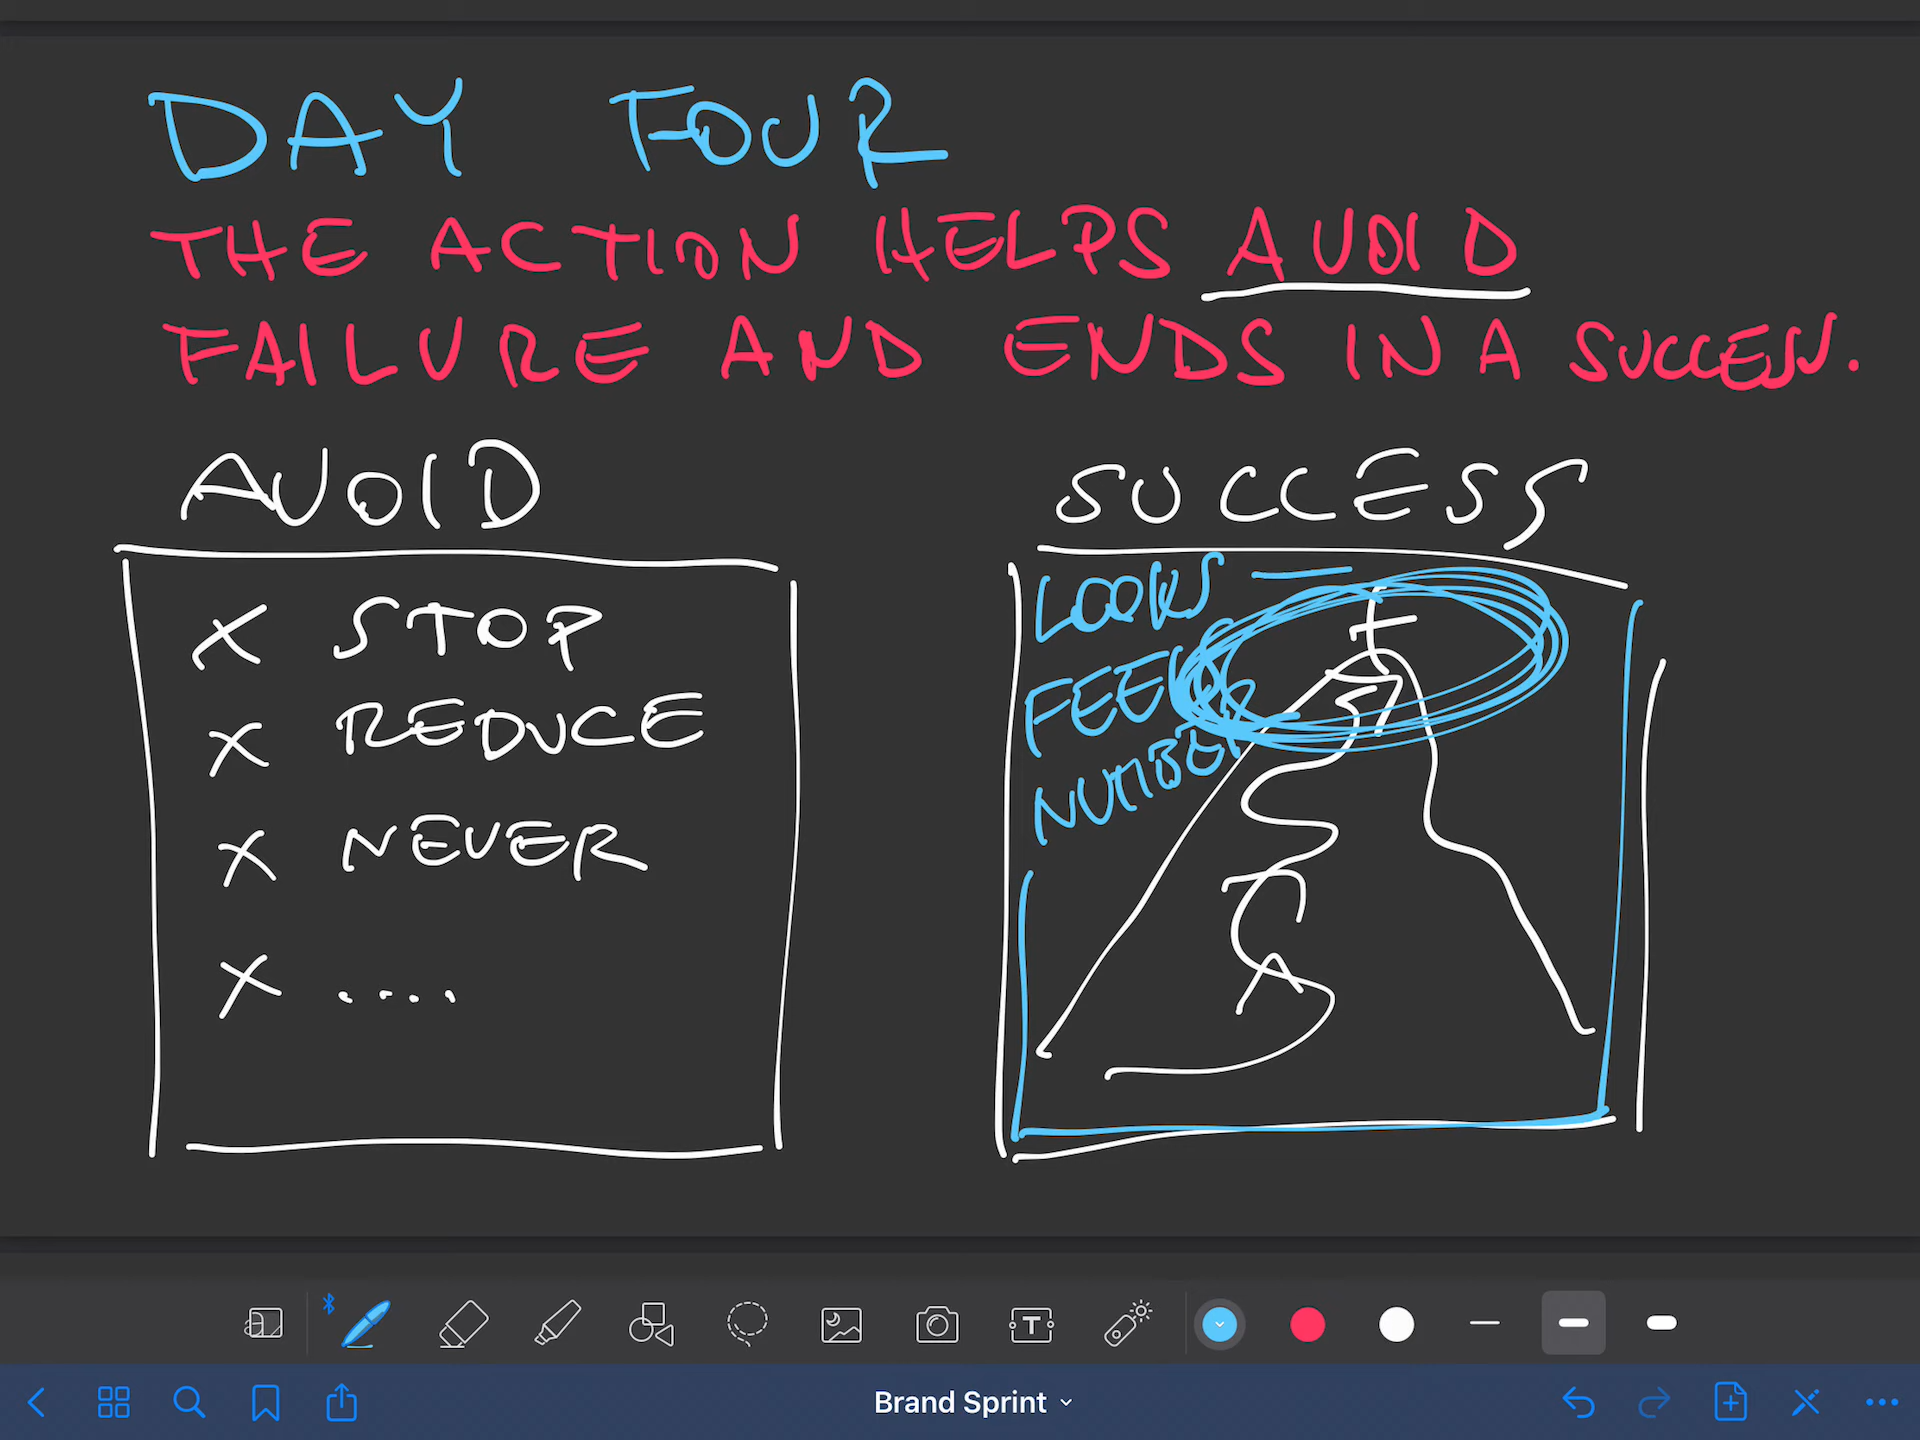 DAY FOUR
THE ACTION HELPS AVOID
FAILURE AND ENDS IN A SUCCESS.
AVOID
X STOP
X REDUCE
X NEVER
X ....
SUCCESS
LOOKS
FEEL
NUMBER
Brand Sprint